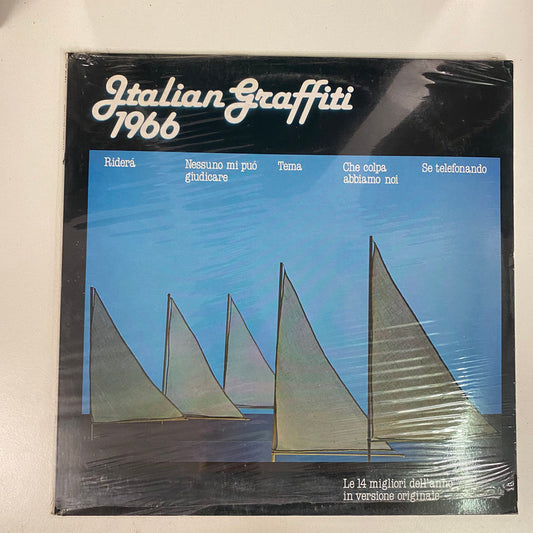 Italian Graffiti
1966
Riderá
Nessuno mi puó
giudicare
Tema
Che colpa
abbiamo noi
Se telefonando
Le 14 migliori dell'anno
in versione originale